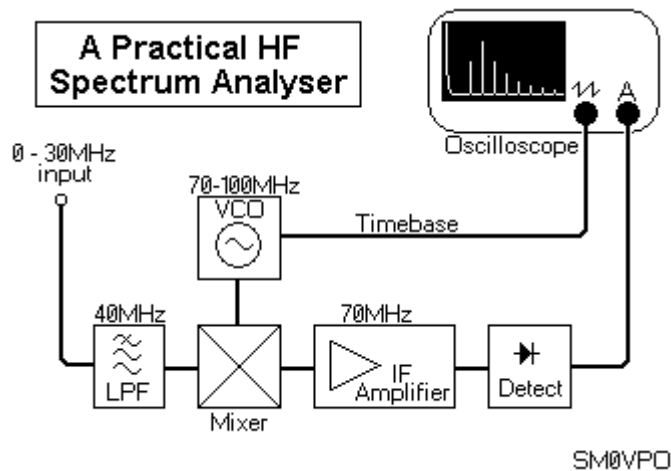 A Practical HF
Spectrum Analyser
A
Oscilloscope
0 - 30MHz
input
70-100MHz
VCO
Timebase
40MHz
LPF
Mixer
70MHz
IF
Amplifier
Detect
SM0VPO